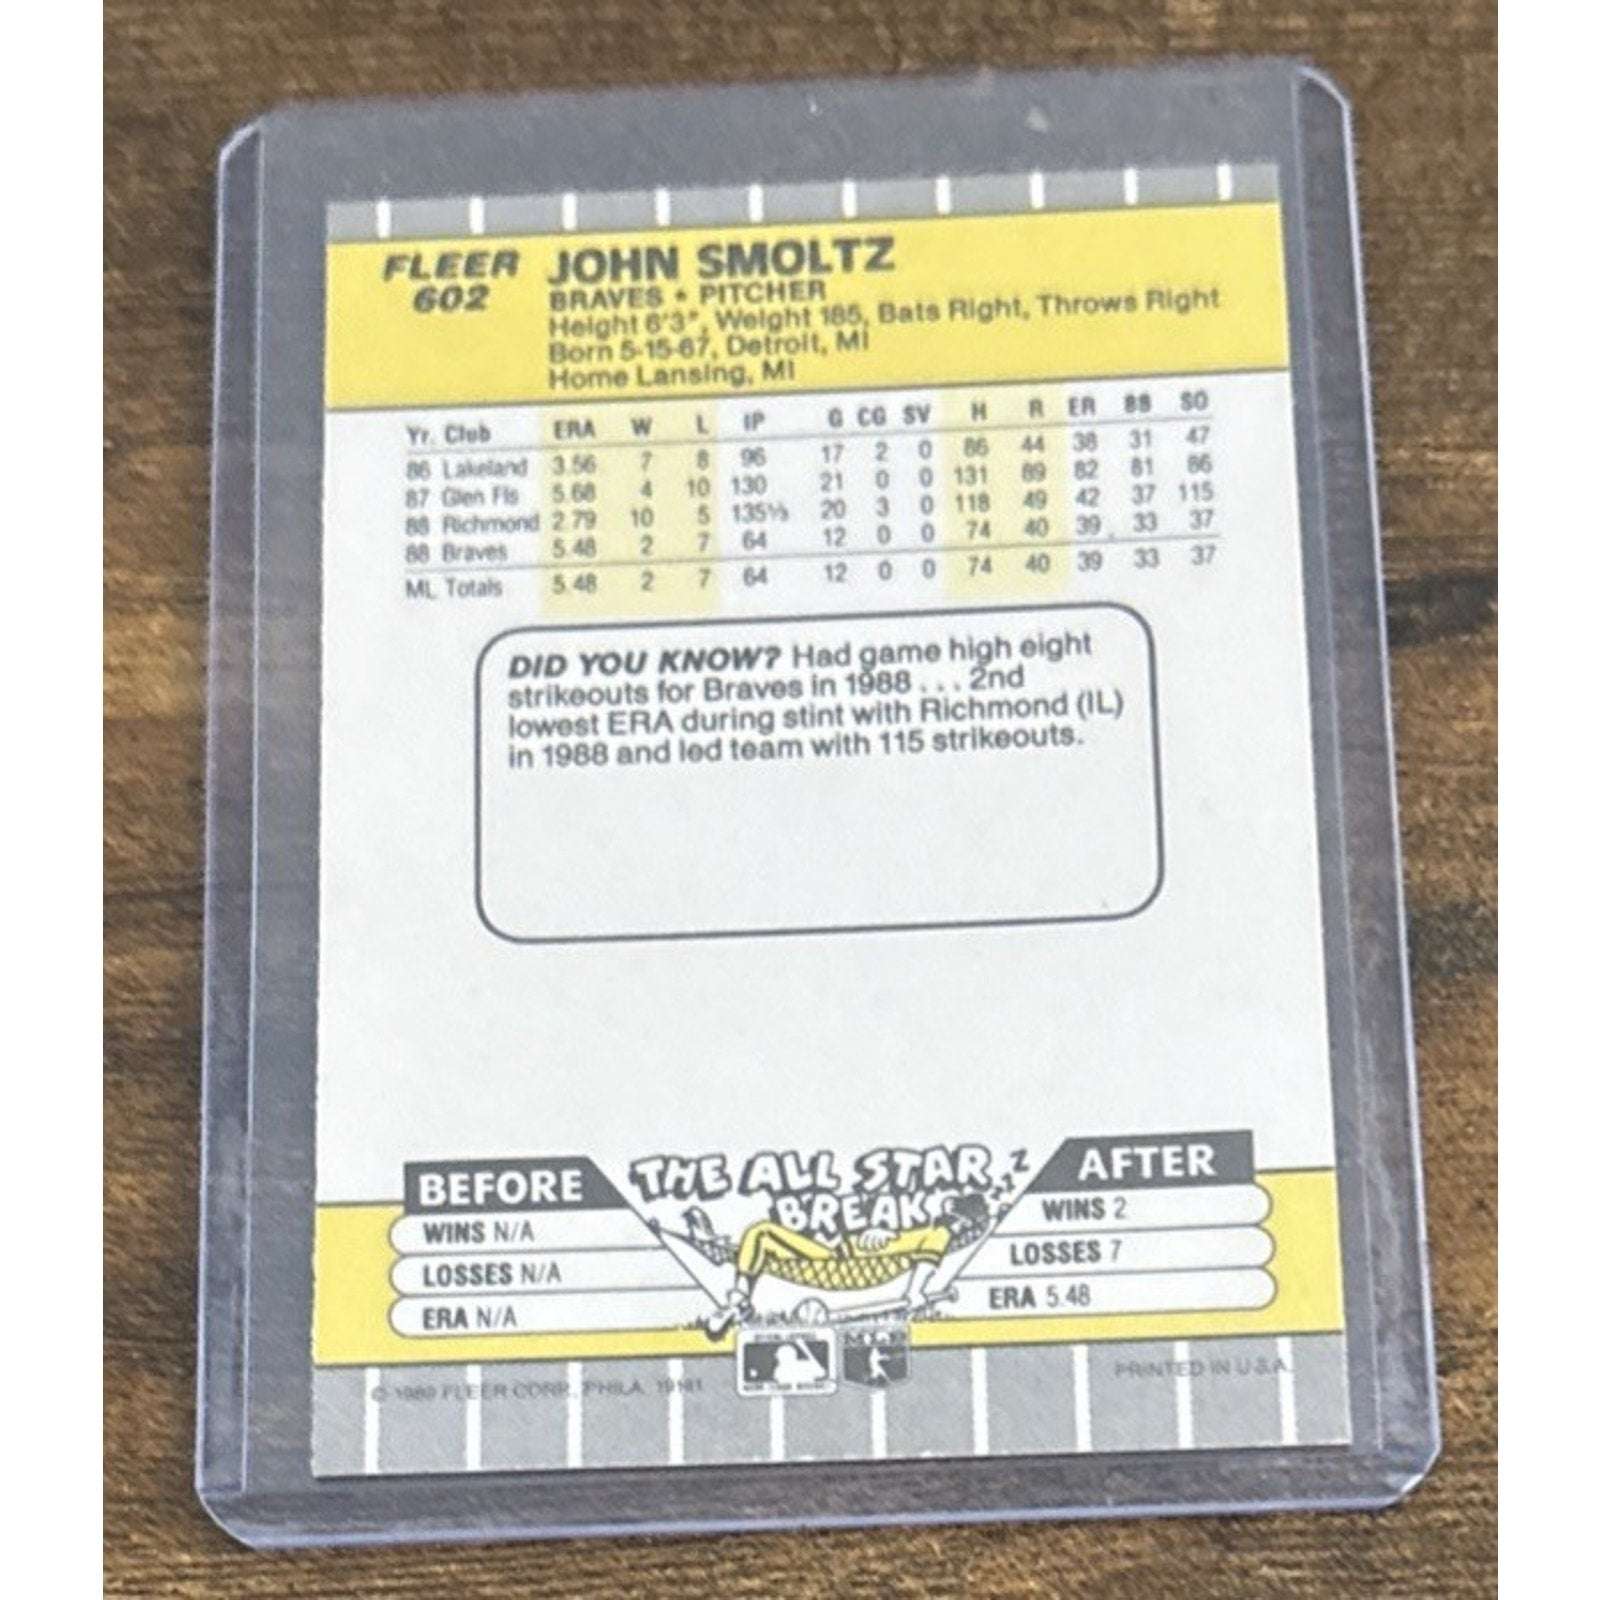 FLEER
602
JOHN SMOLTZ
BRAVES • PITCHER
Height 6'3", Weight 185, Bats Right, Throws Right
Born 5-15-67, Detroit, MI
Home Lansing, MI
Yr. Club ERA W L IP G CG SV H R ER BB SO
86 Lakeland 3.56 7 8 96 17 2 0 86 44 38 31 47
87 Glen Fls 5.68 4 10 130 21 0 0 131 89 82 81 86
88 Richmond 2.79 10 5 135⅓ 20 3 0 118 49 42 37 115
88 Braves 5.48 2 7 64 12 0 0 74 40 39 33 37
ML Totals 5.48 2 7 64 12 0 0 74 40 39 33 37
DID YOU KNOW? Had game high eight
strikeouts for Braves in 1988 . . . 2nd
lowest ERA during stint with Richmond (IL)
in 1988 and led team with 115 strikeouts.
BEFORE
WINS N/A
LOSSES N/A
ERA N/A
THE ALL STAR
BREAK
ZZZ
AFTER
WINS 2
LOSSES 7
ERA 5.48
© 1989 FLEER CORP., PHILA. 19141
PRINTED IN U.S.A.